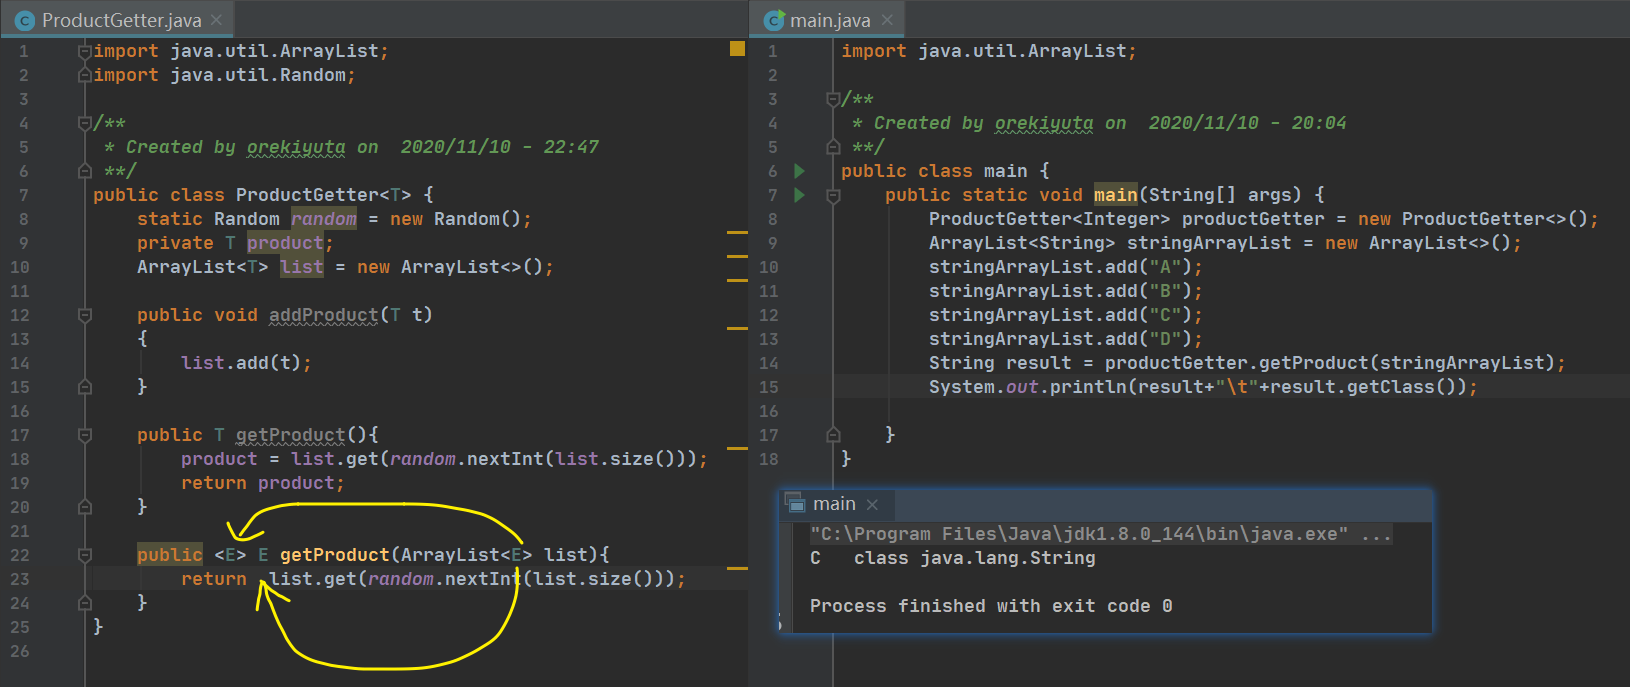 ProductGetter.java
1 import java.util.ArrayList;
2 import java.util.Random;
3
4 /**
5 * Created by orekiyuta on  2020/11/10 - 22:47
6 **/
7 public class ProductGetter<T> {
8 static Random random = new Random();
9 private T product;
10 ArrayList<T> list = new ArrayList<>();
11
12 public void addProduct(T t)
13 {
14 list.add(t);
15 }
16
17 public T getProduct(){
18 product = list.get(random.nextInt(list.size()));
19 return product;
20 }
21
22 public <E> E getProduct(ArrayList<E> list){
23 return  list.get(random.nextInt(list.size()));
24 }
25 }
26
main.java
1 import java.util.ArrayList;
2
3 /**
4 * Created by orekiyuta on  2020/11/10 - 20:04
5 **/
6 public class main {
7 public static void main(String[] args) {
8 ProductGetter<Integer> productGetter = new ProductGetter<>();
9 ArrayList<String> stringArrayList = new ArrayList<>();
10 stringArrayList.add("A");
11 stringArrayList.add("B");
12 stringArrayList.add("C");
13 stringArrayList.add("D");
14 String result = productGetter.getProduct(stringArrayList);
15 System.out.println(result+"\t"+result.getClass());
16
17 }
18 }
main
"C:\Program Files\Java\jdk1.8.0_144\bin\java.exe" ...
C   class java.lang.String
Process finished with exit code 0